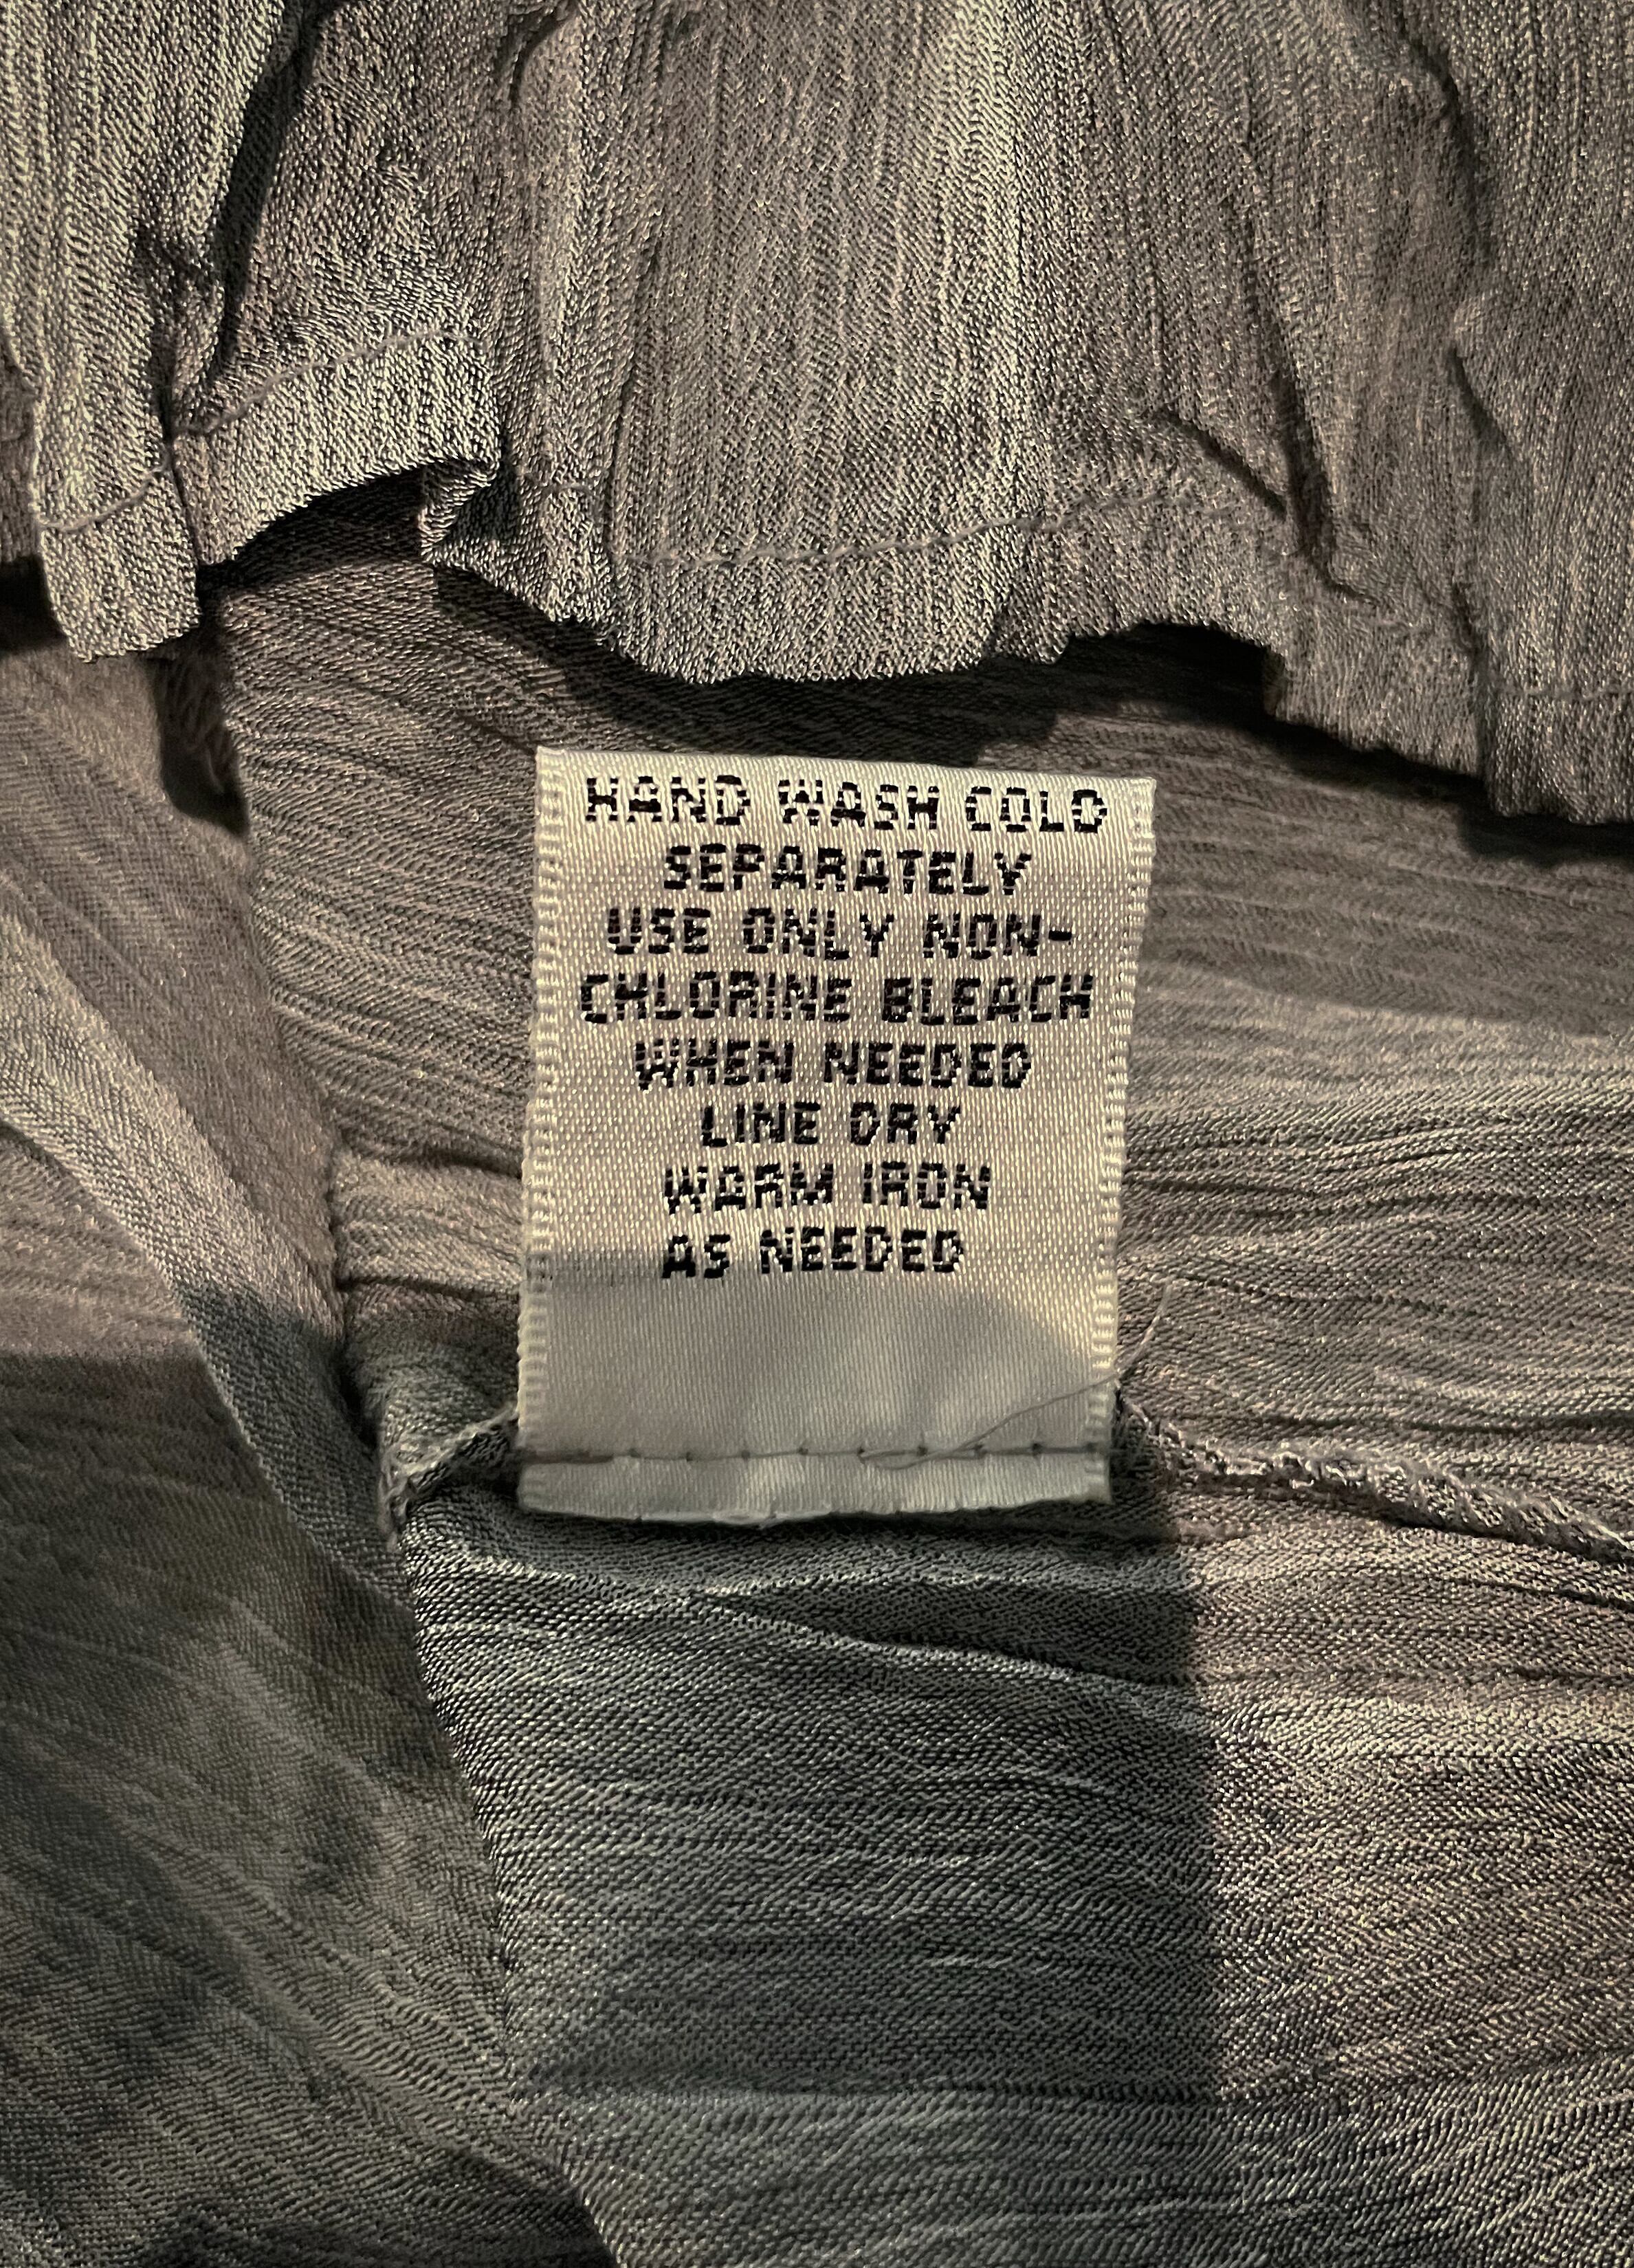 HAND WASH COLD
SEPARATELY
USE ONLY NON-
CHLORINE BLEACH
WHEN NEEDED
LINE DRY
WARM IRON
AS NEEDED